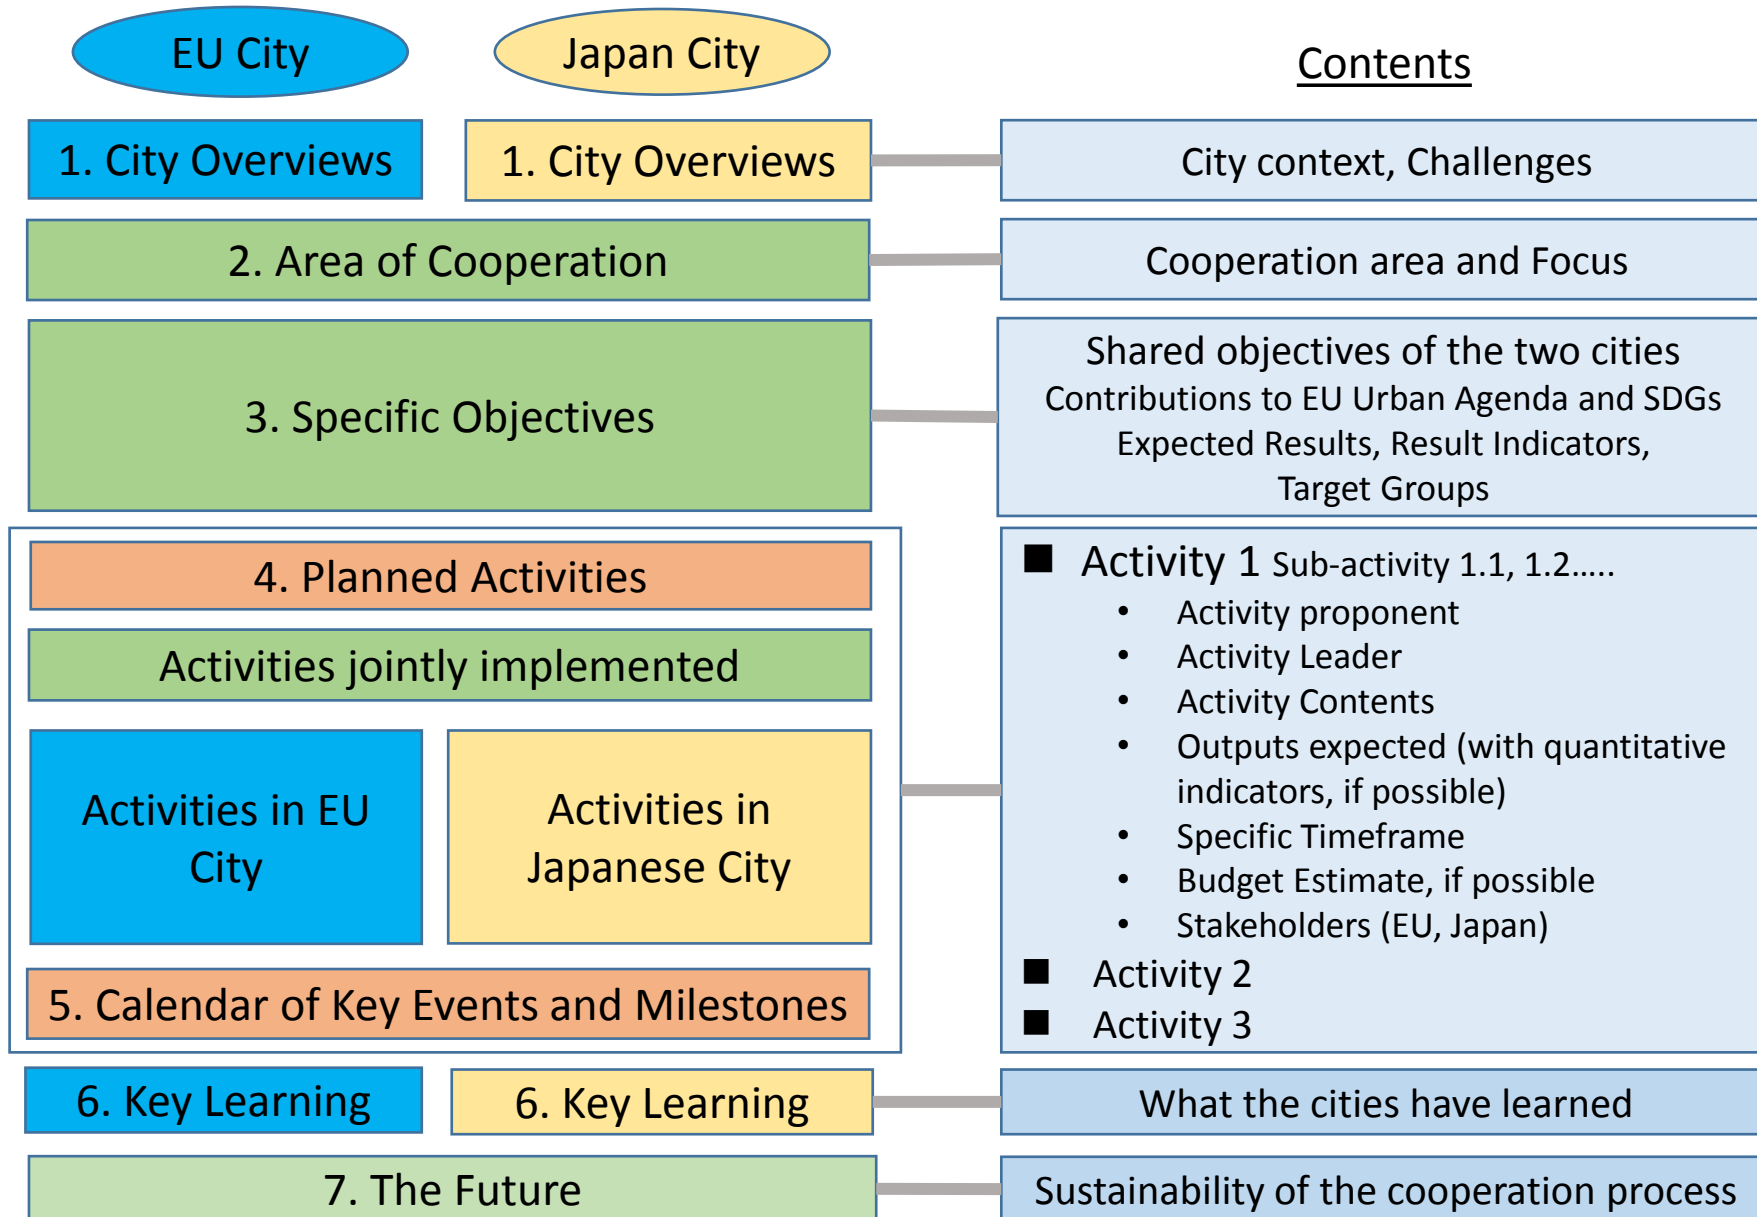 EU City
Japan City
Contents
1. City Overviews
1. City Overviews
City context, Challenges
2. Area of Cooperation
Cooperation area and Focus
3. Specific Objectives
Shared objectives of the two cities
Contributions to EU Urban Agenda and SDGs
Expected Results, Result Indicators,
Target Groups
4. Planned Activities
Activities jointly implemented
Activities in EU
City
Activities in
Japanese City
5. Calendar of Key Events and Milestones
■ Activity 1 Sub-activity 1.1, 1.2.....
• Activity proponent
• Activity Leader
• Activity Contents
• Outputs expected (with quantitative
indicators, if possible)
• Specific Timeframe
• Budget Estimate, if possible
• Stakeholders (EU, Japan)
■ Activity 2
■ Activity 3
6. Key Learning
6. Key Learning
What the cities have learned
7. The Future
Sustainability of the cooperation process